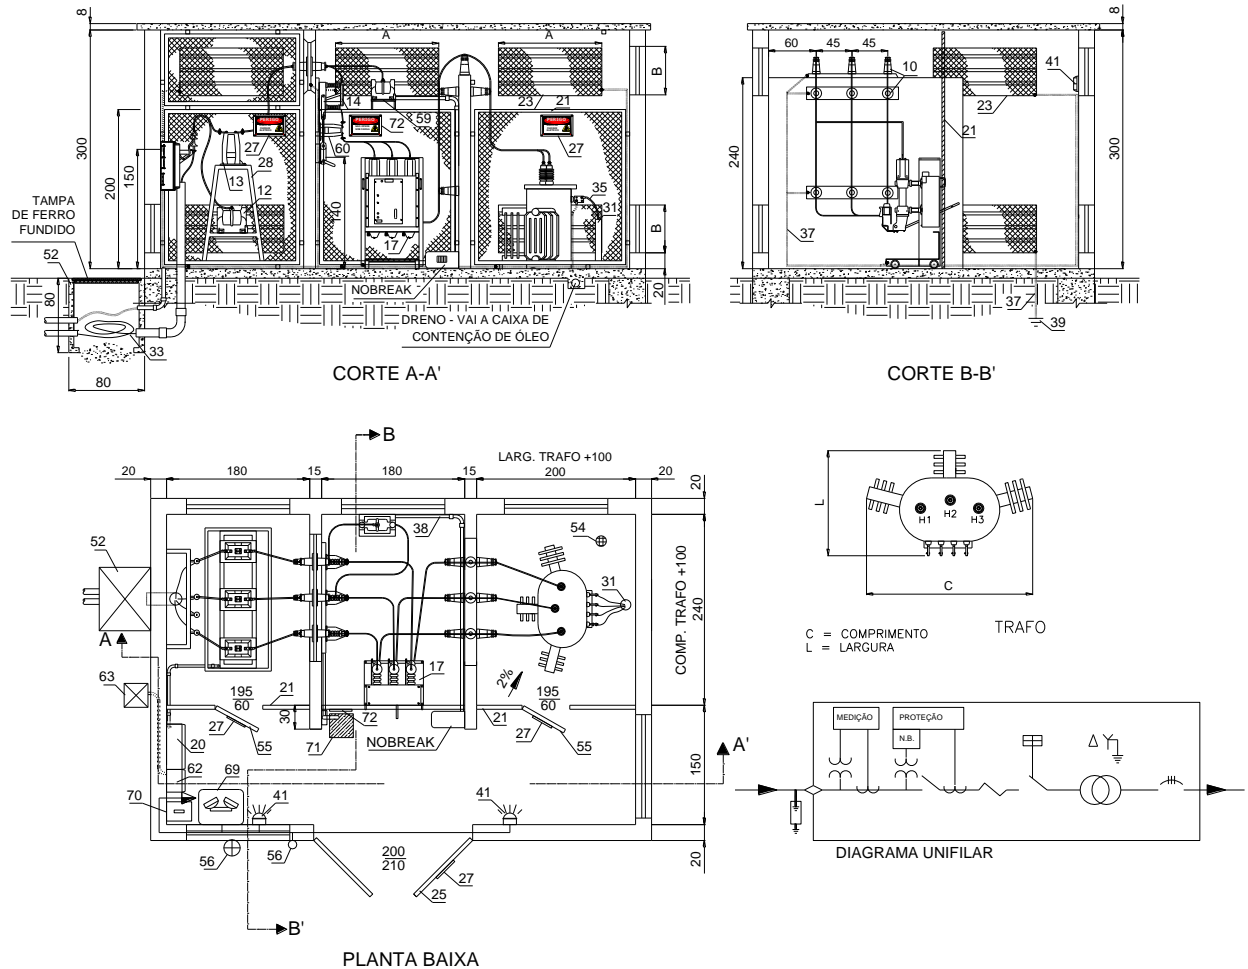 8
A
A
B
300
200
150
14
59
72
60
27
28
13
12
140
17
23
21
PERIGO
PERIGO
PERIGO
27
35
31
B
20
TAMPA
DE FERRO
FUNDIDO
52
80
33
80
NOBREAK
DRENO - VAI A CAIXA DE
CONTENÇÃO DE ÓLEO
CORTE A-A'
8
60
45
45
10
41
23
21
240
300
37
37
39
CORTE B-B'
B
LARG. TRAFO +100
20
180
15
180
15
200
20
20
52
38
54
31
A
63
17
COMP. TRAFO +100
240
2%
195
60
21
30
27
55
72
71
NOBREAK
21
195
60
27
55
20
62
69
70
41
41
A'
150
56
56
200
210
27
25
20
B'
PLANTA BAIXA
L
H1
H2
H3
C
C = COMPRIMENTO
L = LARGURA
TRAFO
MEDIÇÃO
PROTEÇÃO
N.B.
DIAGRAMA UNIFILAR